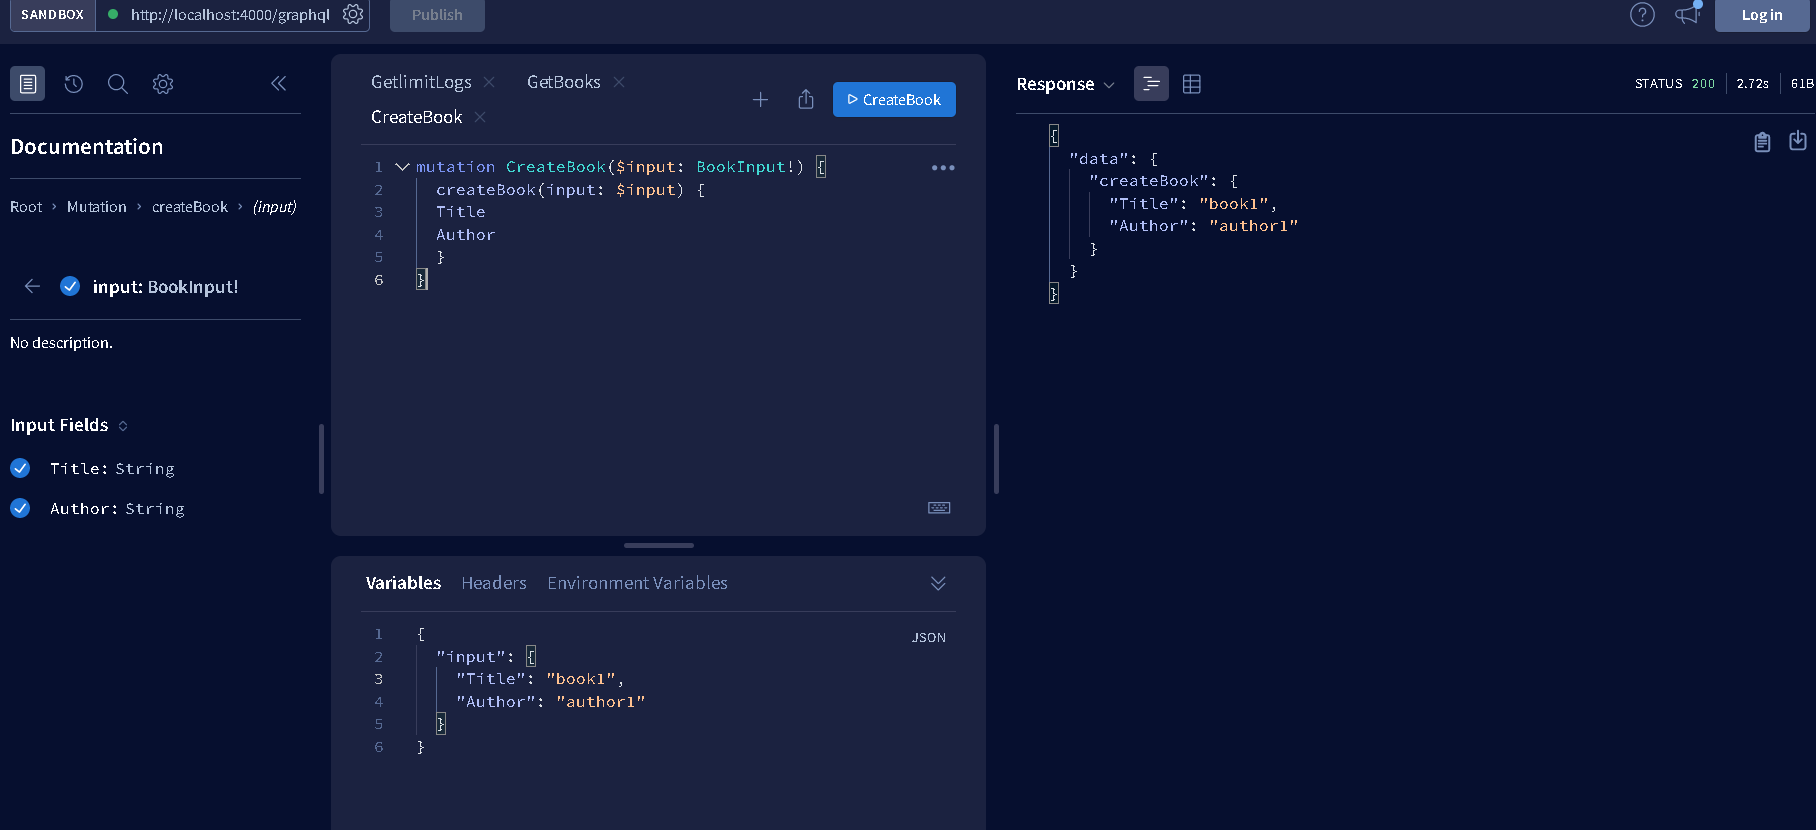 SANDBOX http://localhost:4000/graphql Publish Log in
Documentation
Root › Mutation › createBook › (input)
input: BookInput!
No description.
Input Fields
Title: String
Author: String
GetlimitLogs GetBooks
CreateBook
CreateBook
1 mutation CreateBook($input: BookInput!) {
2 createBook(input: $input) {
3 Title
4 Author
5 }
6 }
Variables Headers Environment Variables
JSON
1 {
2 "input": {
3 "Title": "book1",
4 "Author": "author1"
5 }
6 }
Response STATUS 200 2.72s 61B
{
"data": {
"createBook": {
"Title": "book1",
"Author": "author1"
}
}
}